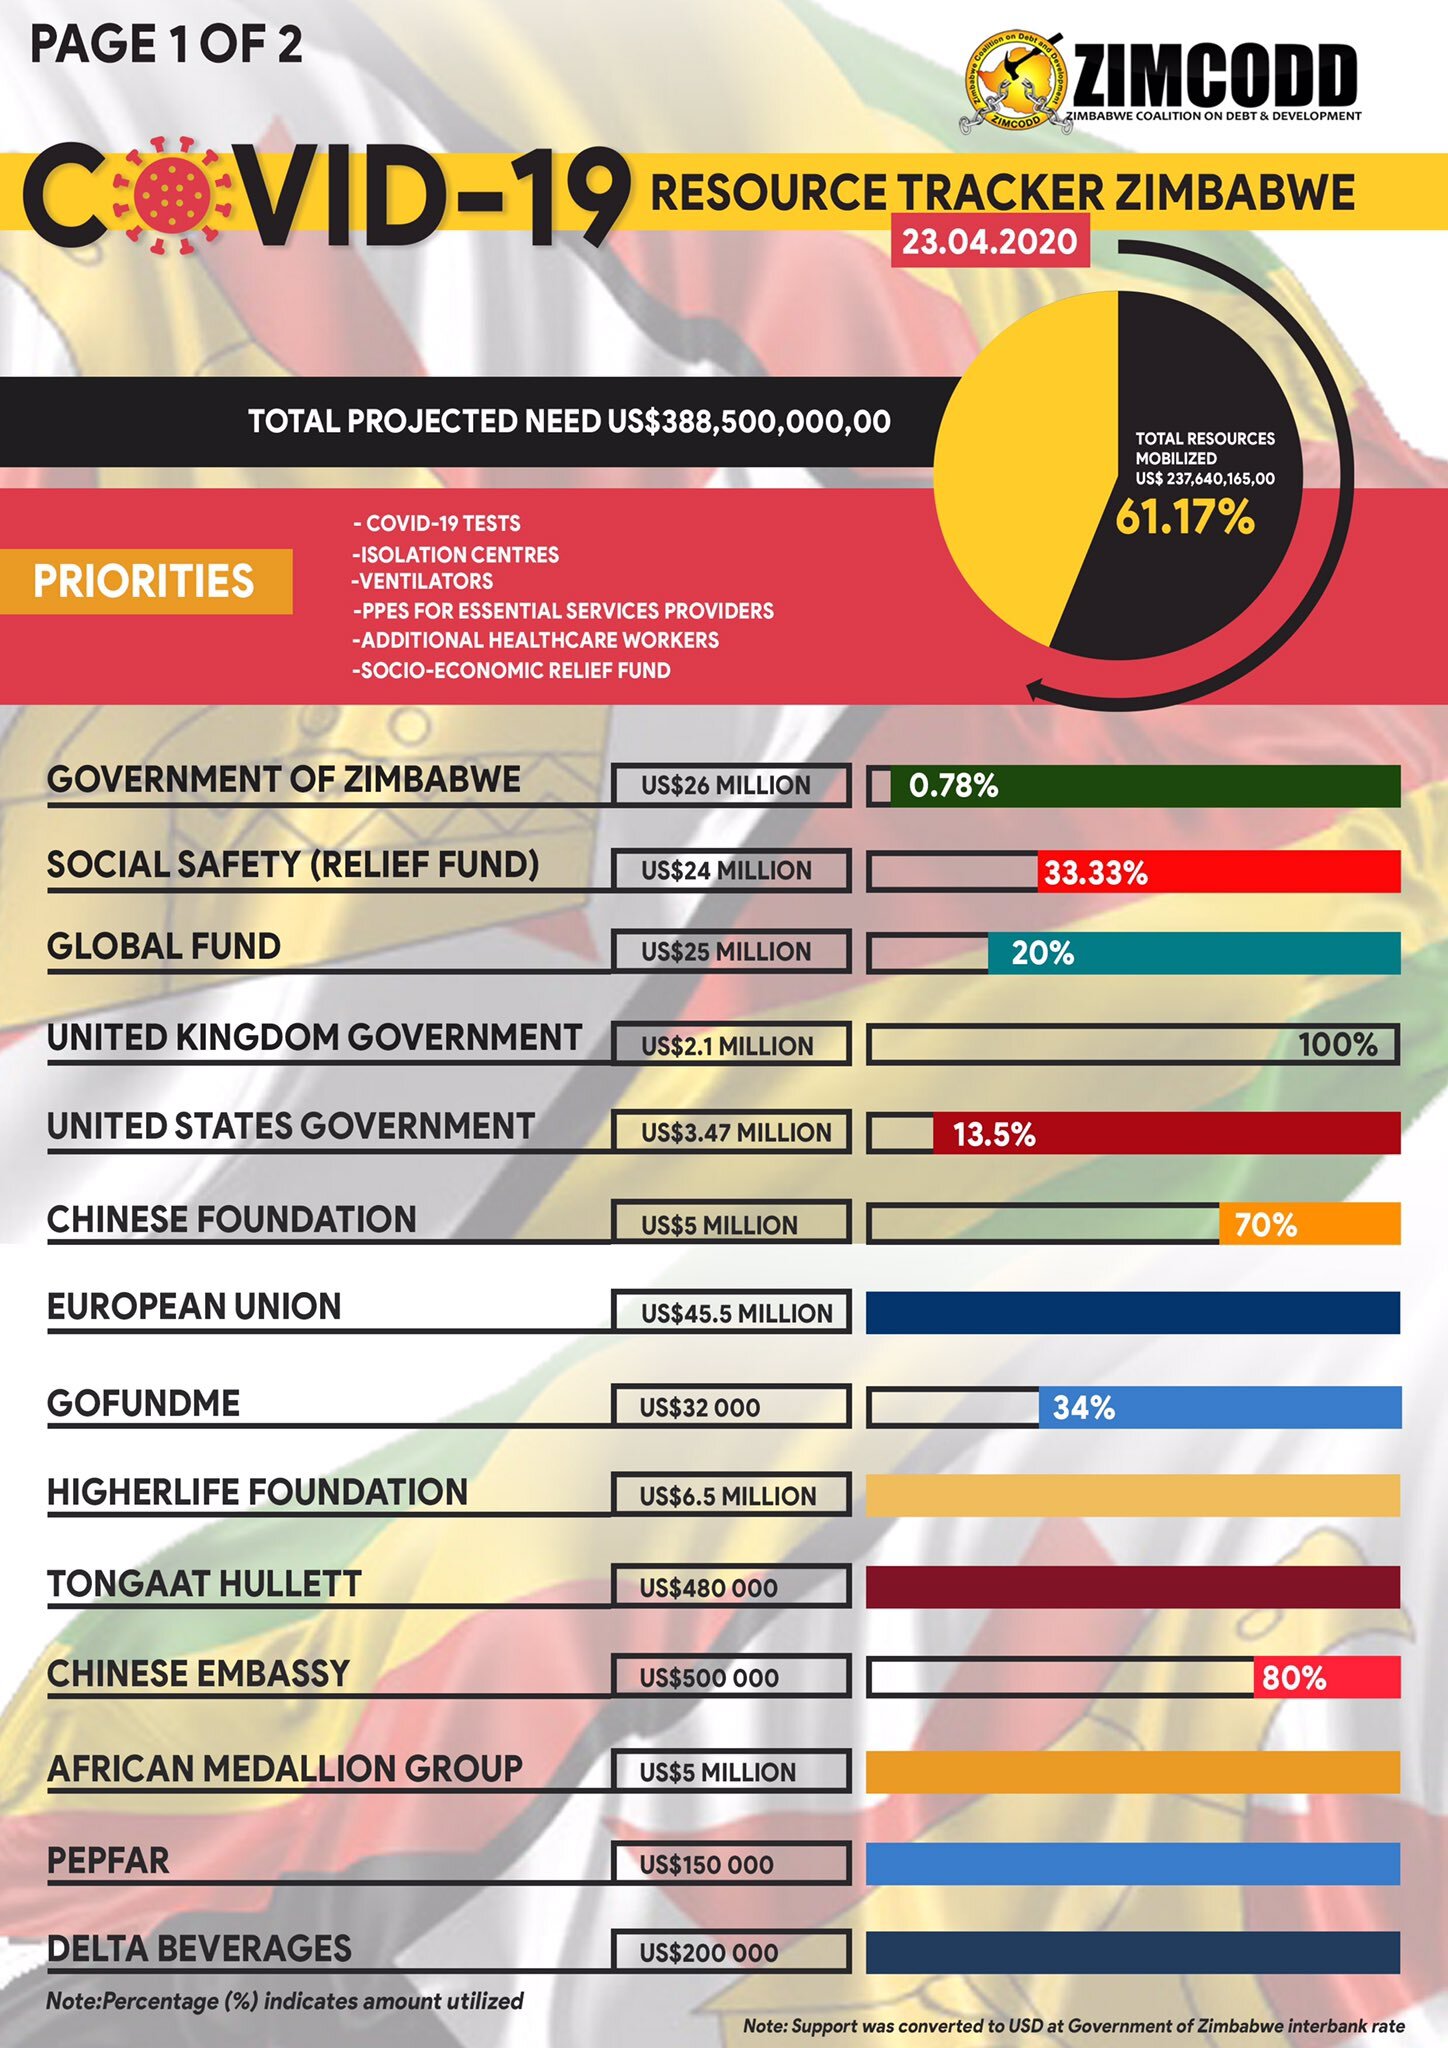 PAGE 1 OF 2
Zimbabwe Coalition on Debt and Development
ZIMCODD
ZIMCODD
ZIMBABWE COALITION ON DEBT & DEVELOPMENT
COVID-19 RESOURCE TRACKER ZIMBABWE
23.04.2020
TOTAL PROJECTED NEED US$388,500,000,00
TOTAL RESOURCES
MOBILIZED
US$ 237,640,165,00
61.17%
PRIORITIES
- COVID-19 TESTS
-ISOLATION CENTRES
-VENTILATORS
-PPES FOR ESSENTIAL SERVICES PROVIDERS
-ADDITIONAL HEALTHCARE WORKERS
-SOCIO-ECONOMIC RELIEF FUND
GOVERNMENT OF ZIMBABWE US$26 MILLION 0.78%
SOCIAL SAFETY (RELIEF FUND) US$24 MILLION 33.33%
GLOBAL FUND US$25 MILLION 20%
UNITED KINGDOM GOVERNMENT US$2.1 MILLION 100%
UNITED STATES GOVERNMENT US$3.47 MILLION 13.5%
CHINESE FOUNDATION US$5 MILLION 70%
EUROPEAN UNION US$45.5 MILLION
GOFUNDME US$32 000 34%
HIGHERLIFE FOUNDATION US$6.5 MILLION
TONGAAT HULLETT US$480 000
CHINESE EMBASSY US$500 000 80%
AFRICAN MEDALLION GROUP US$5 MILLION
PEPFAR US$150 000
DELTA BEVERAGES US$200 000
Note:Percentage (%) indicates amount utilized
Note: Support was converted to USD at Government of Zimbabwe interbank rate